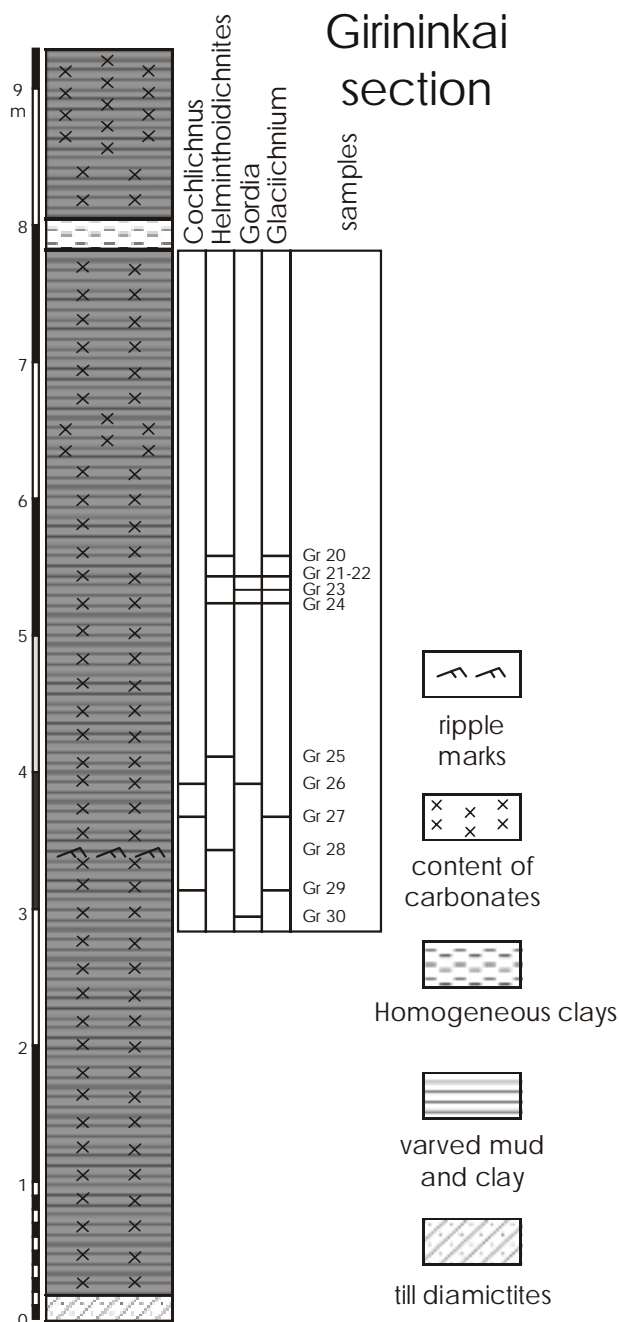 Girininkai
section
Cochlichnus
Helminthoidichnites
Gordia
Glaciichnium
samples
9
m
8
7
6
5
4
3
2
1
0
Gr 20
Gr 21-22
Gr 23
Gr 24
Gr 25
Gr 26
Gr 27
Gr 28
Gr 29
Gr 30
ripple
marks
content of
carbonates
Homogeneous clays
varved mud
and clay
till diamictites